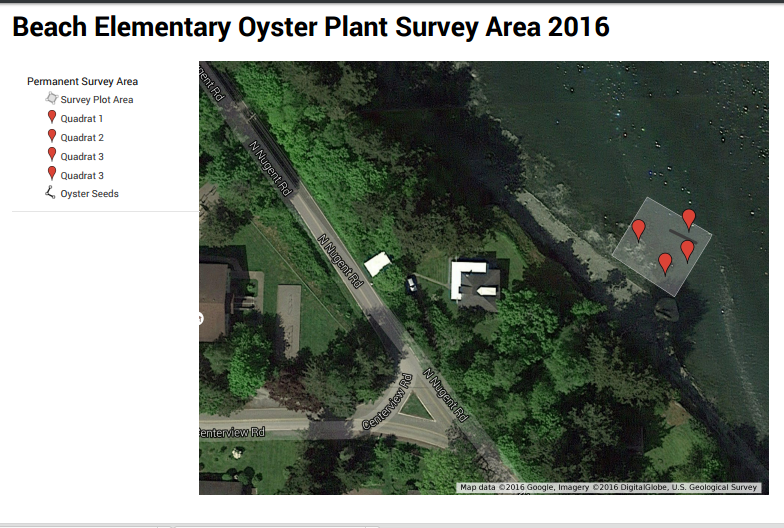 Beach Elementary Oyster Plant Survey Area 2016
Permanent Survey Area
Survey Plot Area
Quadrat 1
Quadrat 2
Quadrat 3
Quadrat 3
Oyster Seeds
gent Rd
N Nugent Rd
N Nugent Rd
N Nugent Rd
Centerview Rd
enterview Rd
Map data ©2016 Google, Imagery ©2016 DigitalGlobe, U.S. Geological Survey